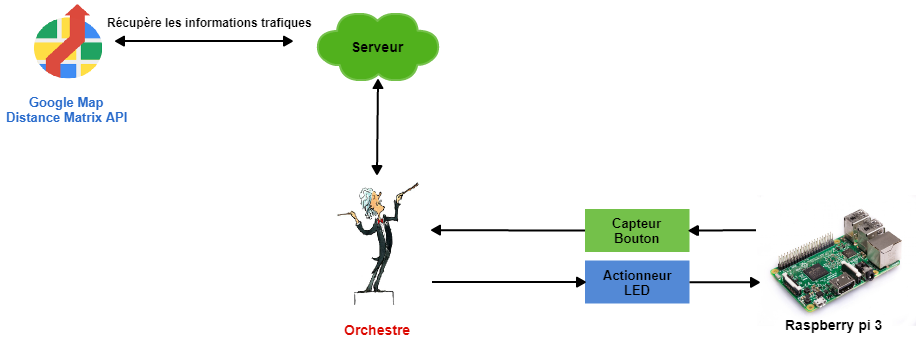 Récupère les informations trafiques
Serveur
Google Map
Distance Matrix API
Capteur
Bouton
Actionneur
LED
Orchestre
Raspberry pi 3